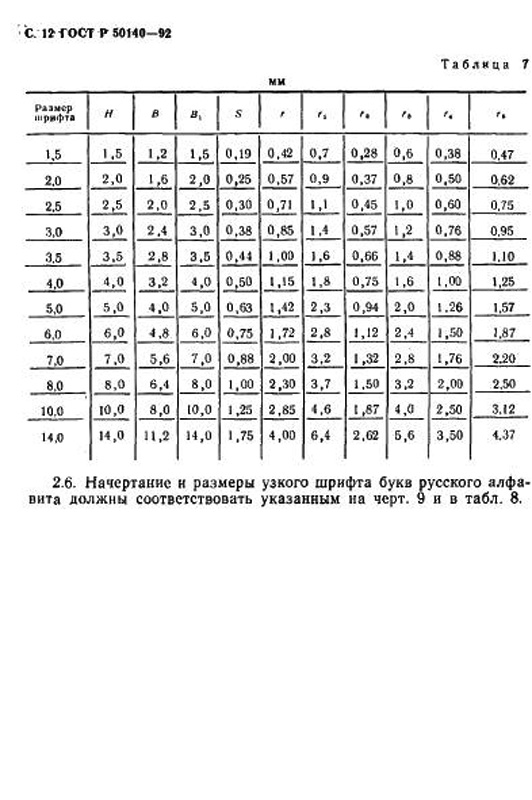 С. 12 ГОСТ Р 50140—92
Таблица 7
мм
Размер шрифта H B B₁ S r r₁ r₂ r₃ r₄ r₅
1,5 1,5 1,2 1,5 0,19 0,42 0,7 0,28 0,6 0,38 0,47
2,0 2,0 1,6 2,0 0,25 0,57 0,9 0,37 0,8 0,50 0,62
2,5 2,5 2,0 2,5 0,30 0,71 1,1 0,45 1,0 0,60 0,75
3,0 3,0 2,4 3,0 0,38 0,85 1,4 0,57 1,2 0,76 0,95
3,5 3,5 2,8 3,5 0,44 1,00 1,6 0,66 1,4 0,88 1,10
4,0 4,0 3,2 4,0 0,50 1,15 1,8 0,75 1,6 1,00 1,25
5,0 5,0 4,0 5,0 0,63 1,42 2,3 0,94 2,0 1.26 1,57
6,0 6,0 4,8 6,0 0,75 1,72 2,8 1,12 2,4 1,50 1,87
7,0 7,0 5,6 7,0 0,88 2,00 3,2 1,32 2,8 1,76 2,20
8,0 8,0 6,4 8,0 1,00 2,30 3,7 1,50 3,2 2,00 2,50
10,0 10,0 8,0 10,0 1,25 2,85 4,6 1,87 4,0 2,50 3,12
14,0 14,0 11,2 14,0 1,75 4,00 6,4 2,62 5,6 3,50 4,37
2.6. Начертание и размеры узкого шрифта букв русского алфа-
вита должны соответствовать указанным на черт. 9 и в табл. 8.